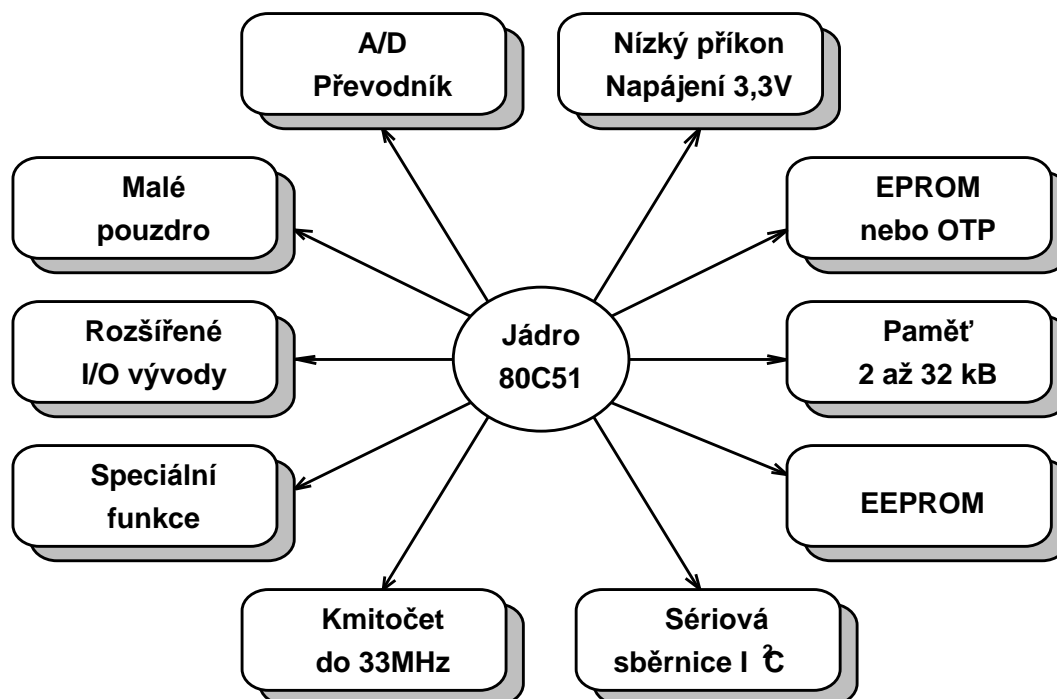 A/D
Převodník
Nízký příkon
Napájení 3,3V
Malé
pouzdro
EPROM
nebo OTP
Rozšířené
I/O vývody
Jádro
80C51
Paměť
2 až 32 kB
Speciální
funkce
EEPROM
Kmitočet
do 33MHz
Sériová
sběrnice I²C